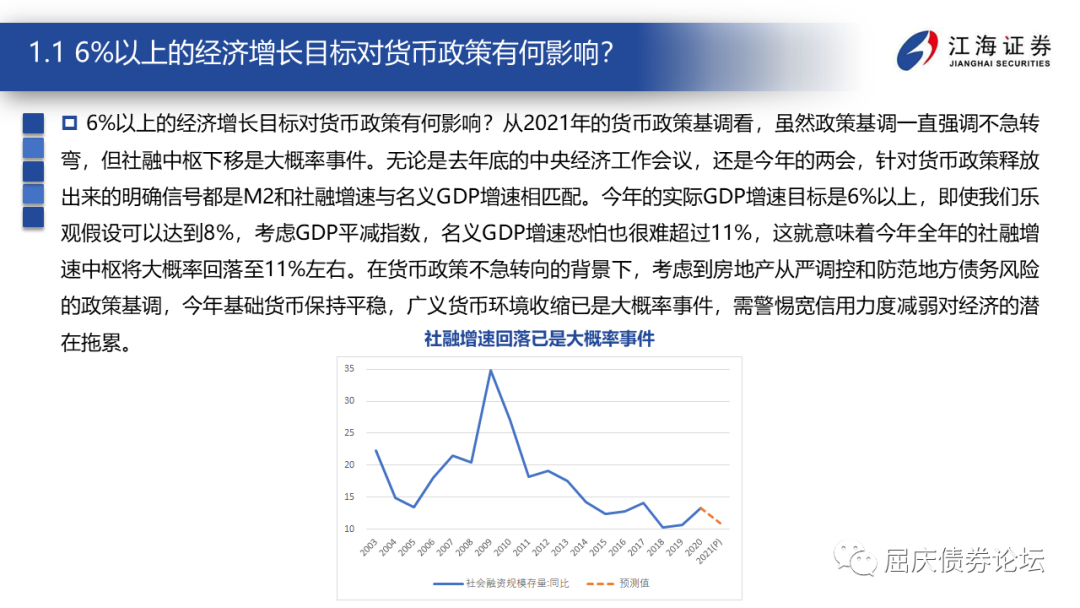 1.1 6%以上的经济增长目标对货币政策有何影响？
江海证券
JIANGHAI SECURITIES
6%以上的经济增长目标对货币政策有何影响？从2021年的货币政策基调看，虽然政策基调一直强调不急转
弯，但社融中枢下移是大概率事件。无论是去年底的中央经济工作会议，还是今年的两会，针对货币政策释放
出来的明确信号都是M2和社融增速与名义GDP增速相匹配。今年的实际GDP增速目标是6%以上，即使我们乐
观假设可以达到8%，考虑GDP平减指数，名义GDP增速恐怕也很难超过11%，这就意味着今年全年的社融增
速中枢将大概率回落至11%左右。在货币政策不急转向的背景下，考虑到房地产从严调控和防范地方债务风险
的政策基调，今年基础货币保持平稳，广义货币环境收缩已是大概率事件，需警惕宽信用力度减弱对经济的潜
在拖累。
社融增速回落已是大概率事件
35
30
25
20
15
10
2003 2004 2005 2006 2007 2008 2009 2010 2011 2012 2013 2014 2015 2016 2017 2018 2019 2020 2021(P)
社会融资规模存量:同比 预测值
屈庆债券论坛